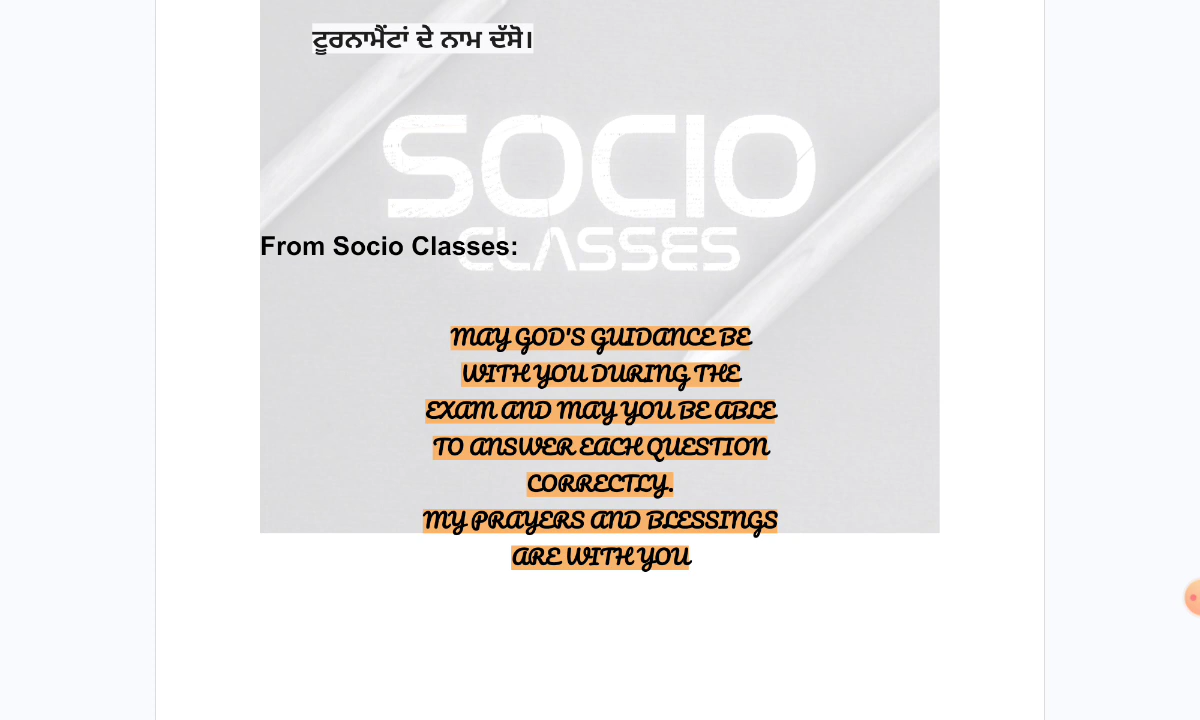 ਟੂਰਨਾਮੈਂਟਾਂ ਦੇ ਨਾਮ ਦੱਸੋ।
SOCIO
CLASSES
From Socio Classes:
MAY GOD'S GUIDANCE BE
WITH YOU DURING THE
EXAM AND MAY YOU BE ABLE
TO ANSWER EACH QUESTION
CORRECTLY.
MY PRAYERS AND BLESSINGS
ARE WITH YOU